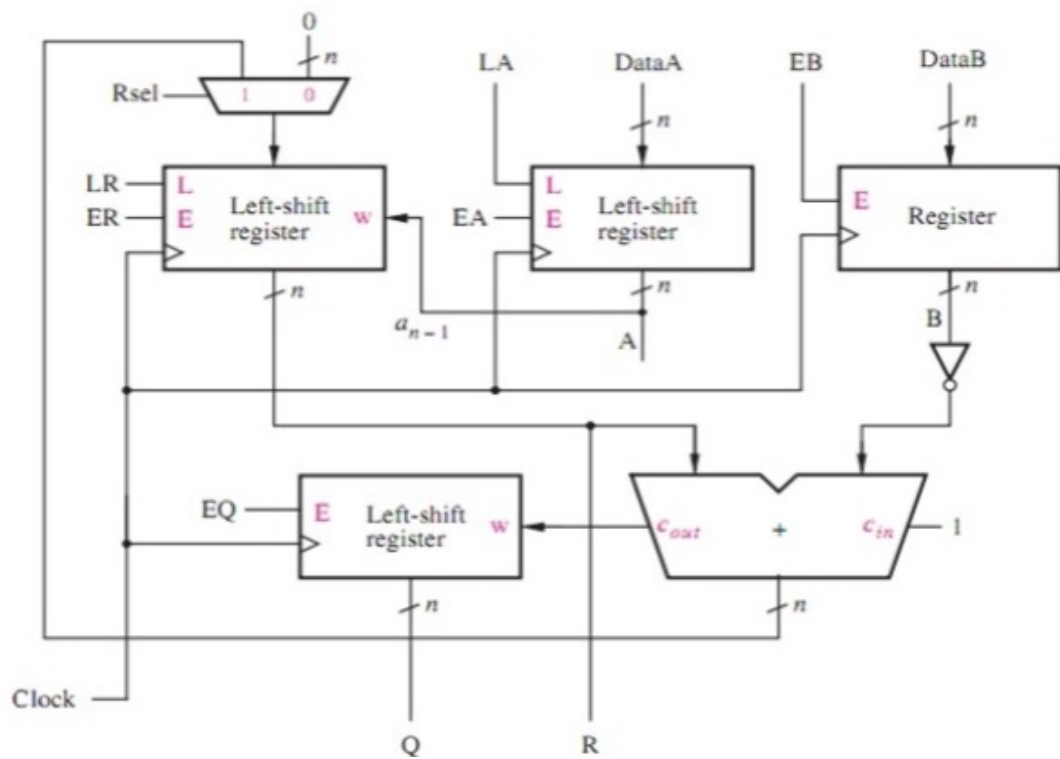 0
n
LA
DataA
EB
DataB
Rsel
1
0
n
n
LR
L
Left-shift
register
w
ER
E
EA
L
E
Left-shift
register
E
Register
n
n
n
a n−1
A
B
EQ
E
Left-shift
register
w
c out
+
c in
1
n
n
Clock
Q
R